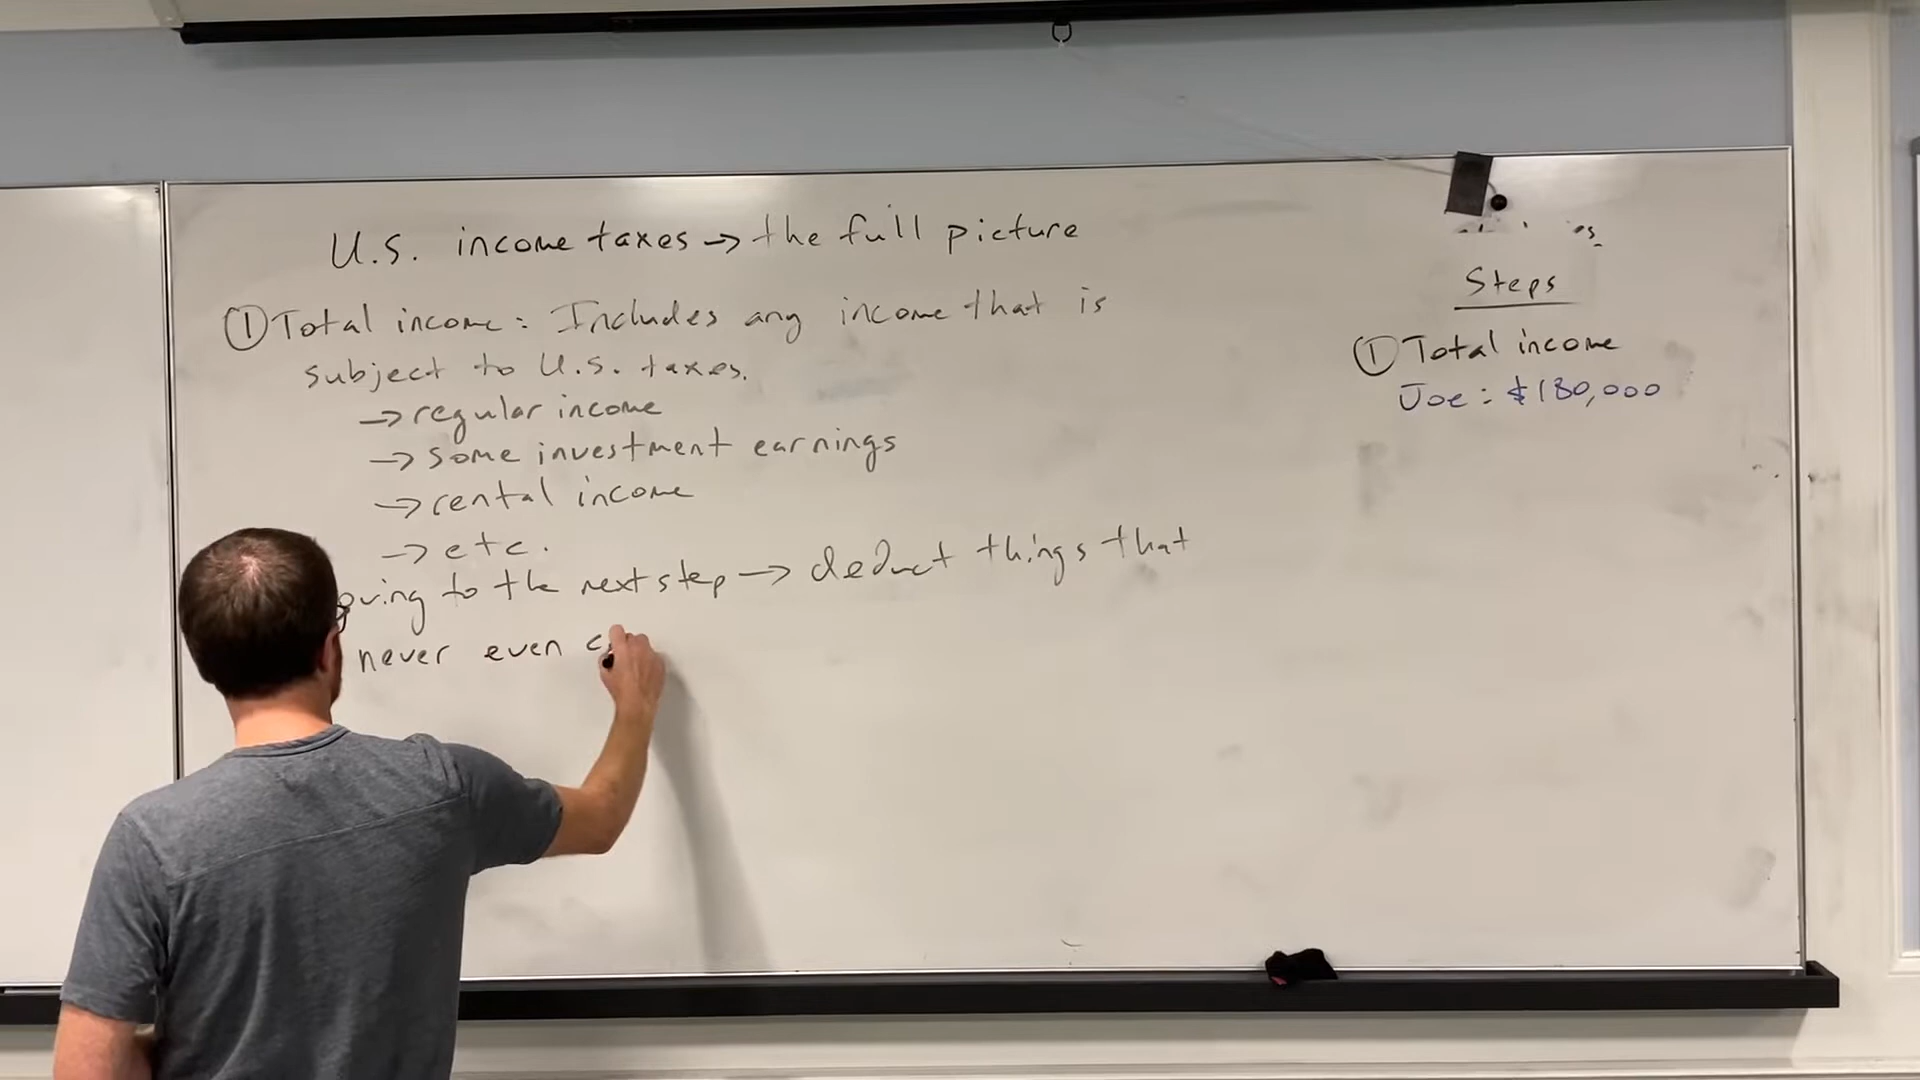 U.S. income taxes → the full picture
① Total income: Includes any income that is
subject to U.S. taxes.
→ regular income
→ some investment earnings
→ rental income
→ etc.
to the next step → deduct things that
never even
Steps
① Total income
Joe: $180,000